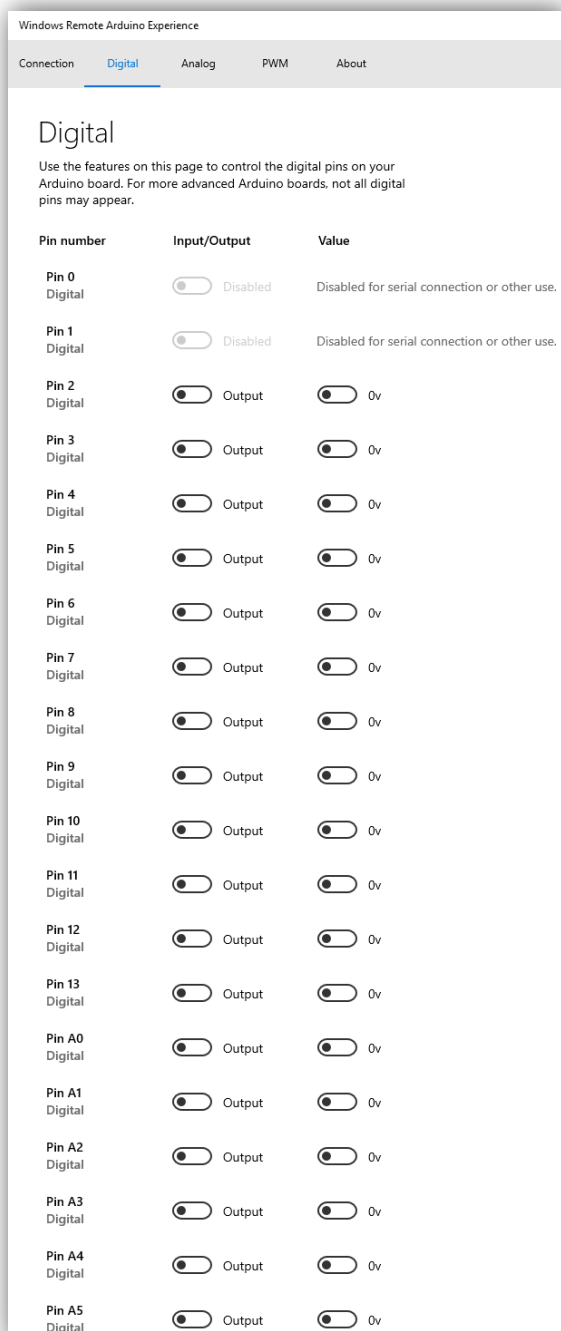 Windows Remote Arduino Experience
Connection Digital Analog PWM About
Digital
Use the features on this page to control the digital pins on your
Arduino board. For more advanced Arduino boards, not all digital
pins may appear.
Pin number Input/Output Value
Pin 0
Digital Disabled Disabled for serial connection or other use.
Pin 1
Digital Disabled Disabled for serial connection or other use.
Pin 2
Digital Output 0v
Pin 3
Digital Output 0v
Pin 4
Digital Output 0v
Pin 5
Digital Output 0v
Pin 6
Digital Output 0v
Pin 7
Digital Output 0v
Pin 8
Digital Output 0v
Pin 9
Digital Output 0v
Pin 10
Digital Output 0v
Pin 11
Digital Output 0v
Pin 12
Digital Output 0v
Pin 13
Digital Output 0v
Pin A0
Digital Output 0v
Pin A1
Digital Output 0v
Pin A2
Digital Output 0v
Pin A3
Digital Output 0v
Pin A4
Digital Output 0v
Pin A5
Digital Output 0v